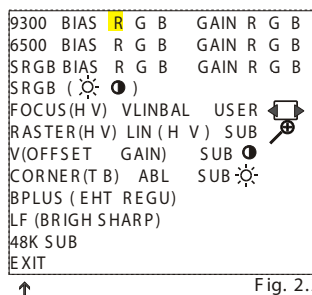 9300 BIAS R G B GAIN R G B
6500 BIAS R G B GAIN R G B
SRGB BIAS R G B GAIN R G B
SRGB ( )
FOCUS(H V) VLINBAL USER
RASTER(H V) LIN ( H V ) SUB
V(OFFSET GAIN) SUB
CORNER(T B) ABL SUB
BPLUS ( EHT REGU)
LF (BRIGH SHARP)
48K SUB
EXIT
Fig. 2.